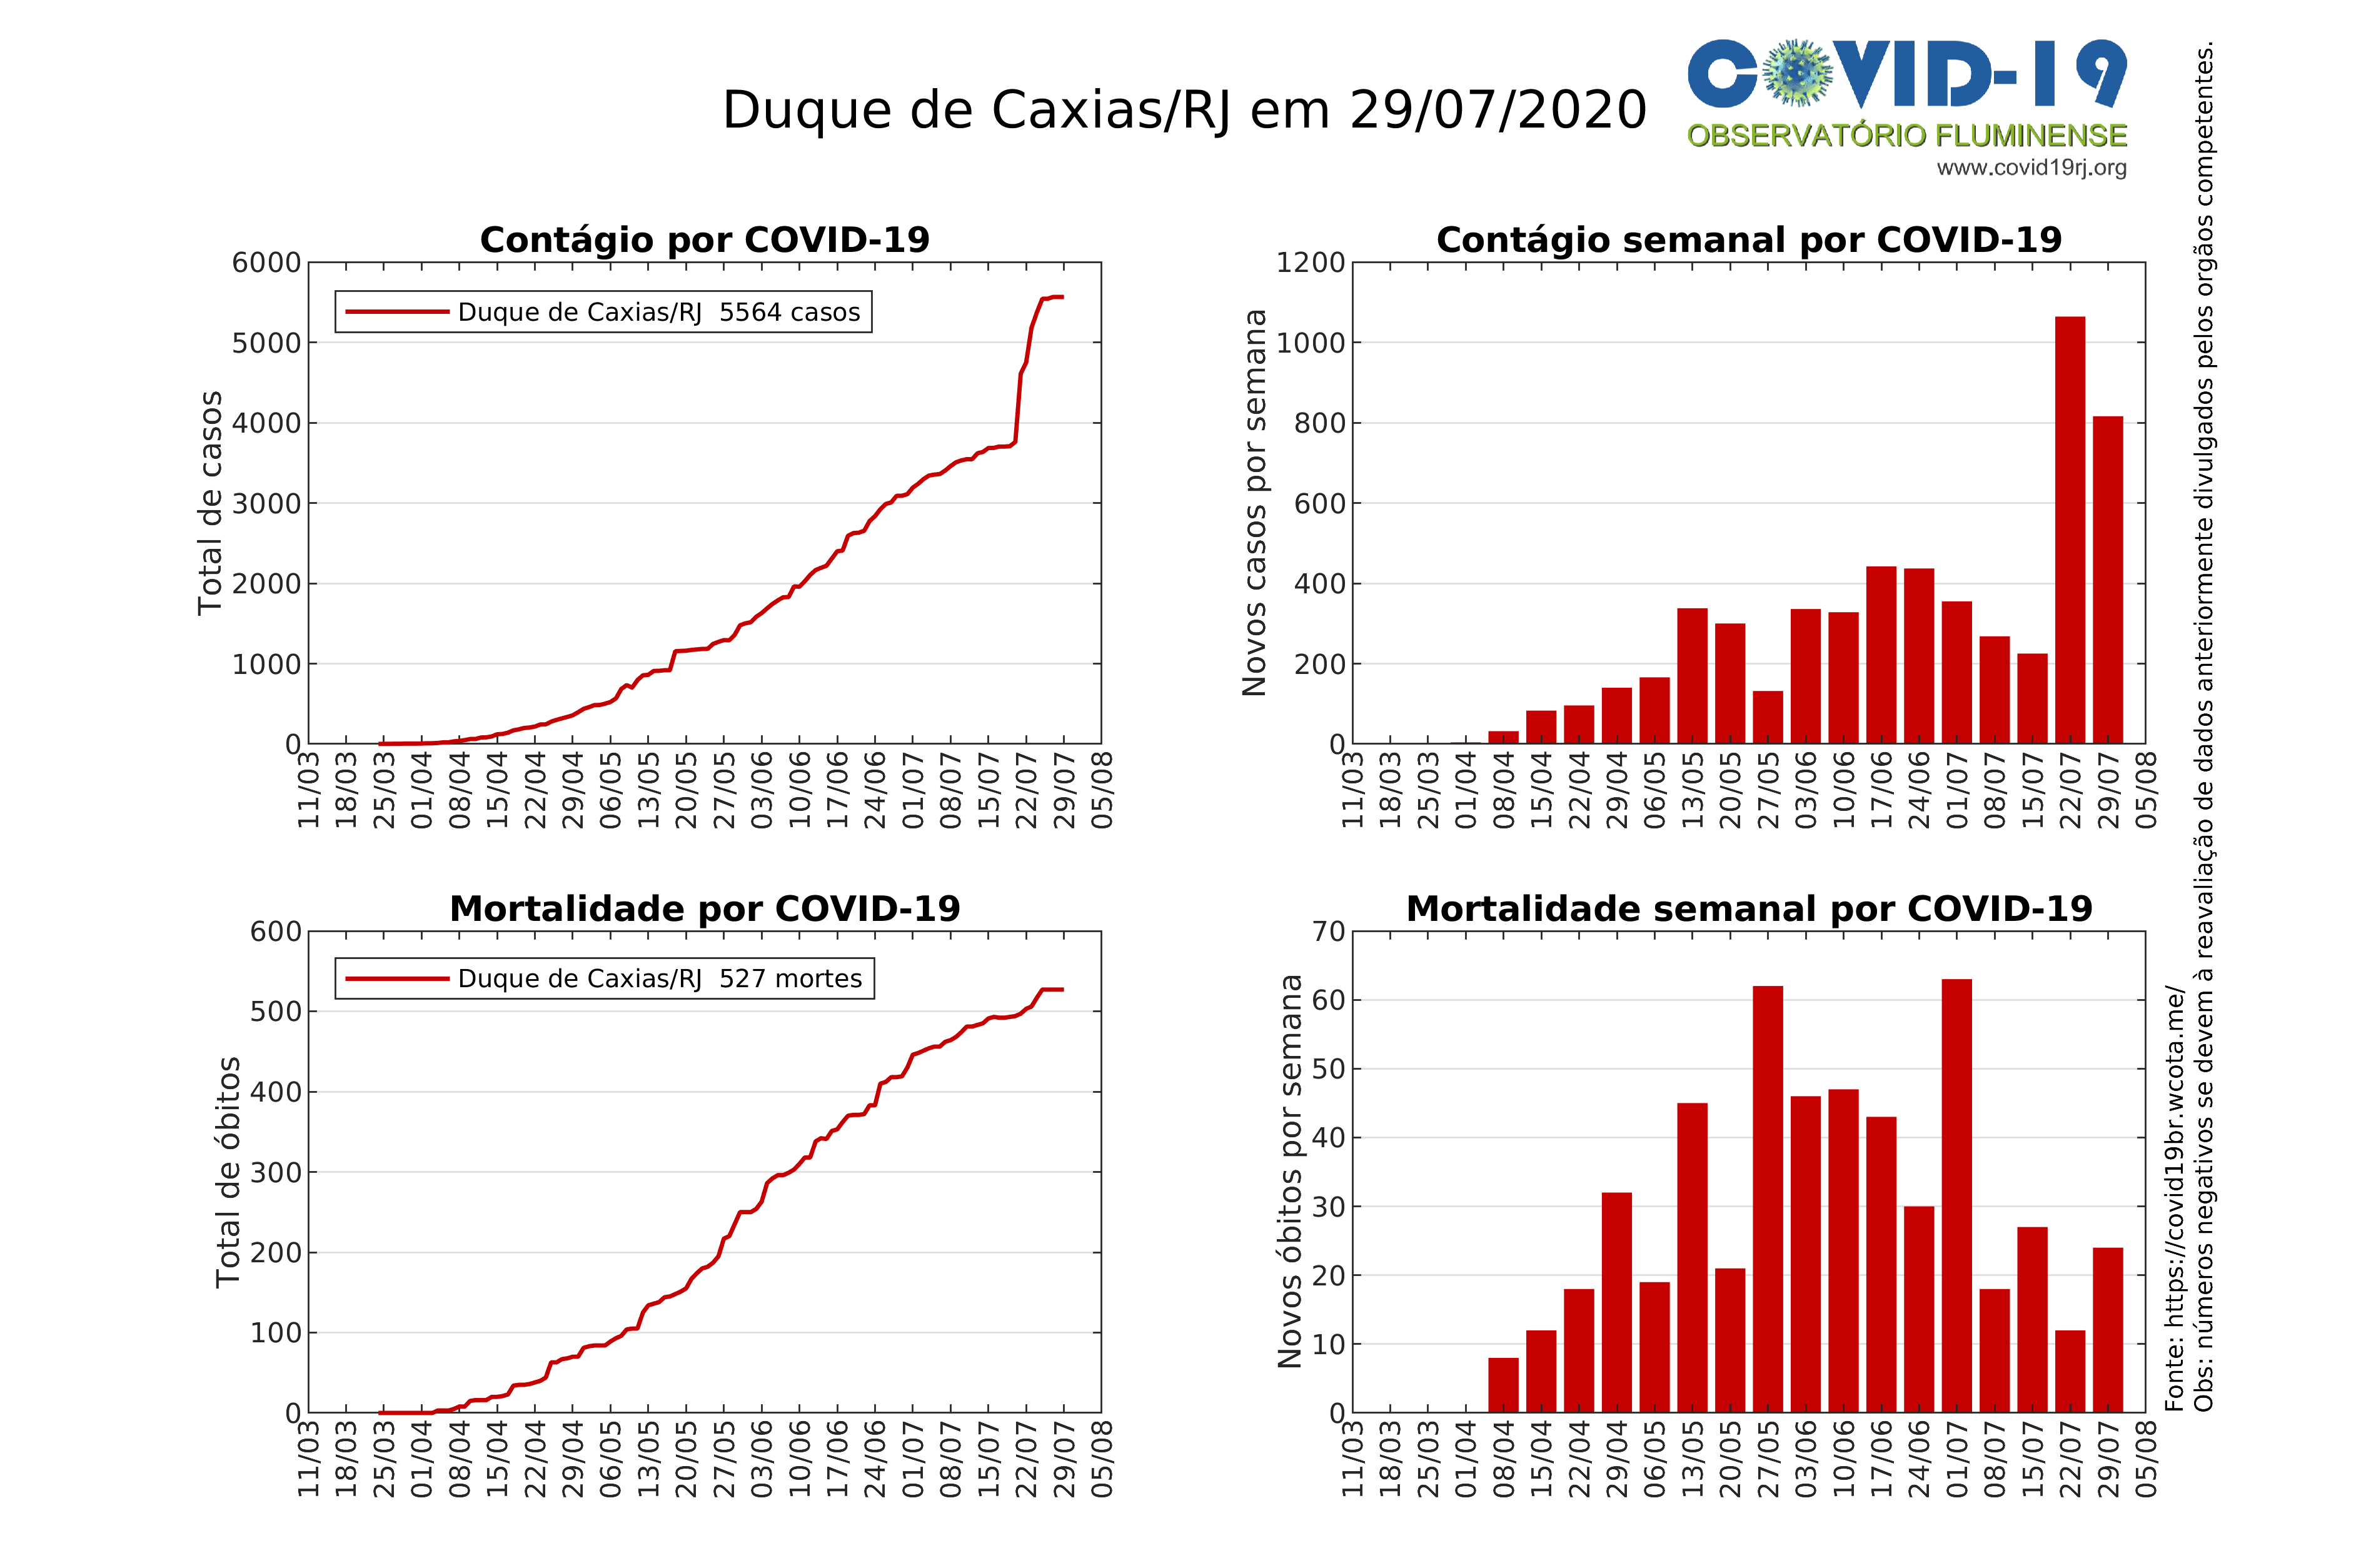 Duque de Caxias/RJ em 29/07/2020
COVID-19
OBSERVATÓRIO FLUMINENSE
www.covid19rj.org
Contágio por COVID-19
Total de casos
6000
5000
4000
3000
2000
1000
0
Duque de Caxias/RJ 5564 casos
11/03 18/03 25/03 01/04 08/04 15/04 22/04 29/04 06/05 13/05 20/05 27/05 03/06 10/06 17/06 24/06 01/07 08/07 15/07 22/07 29/07 05/08
Contágio semanal por COVID-19
Novos casos por semana
1200
1000
800
600
400
200
0
11/03 18/03 25/03 01/04 08/04 15/04 22/04 29/04 06/05 13/05 20/05 27/05 03/06 10/06 17/06 24/06 01/07 08/07 15/07 22/07 29/07 05/08
Mortalidade por COVID-19
Total de óbitos
600
500
400
300
200
100
0
Duque de Caxias/RJ 527 mortes
11/03 18/03 25/03 01/04 08/04 15/04 22/04 29/04 06/05 13/05 20/05 27/05 03/06 10/06 17/06 24/06 01/07 08/07 15/07 22/07 29/07 05/08
Mortalidade semanal por COVID-19
Novos óbitos por semana
70
60
50
40
30
20
10
0
11/03 18/03 25/03 01/04 08/04 15/04 22/04 29/04 06/05 13/05 20/05 27/05 03/06 10/06 17/06 24/06 01/07 08/07 15/07 22/07 29/07 05/08
Fonte: https://covid19br.wcota.me/
Obs: números negativos se devem à reavaliação de dados anteriormente divulgados pelos orgãos competentes.